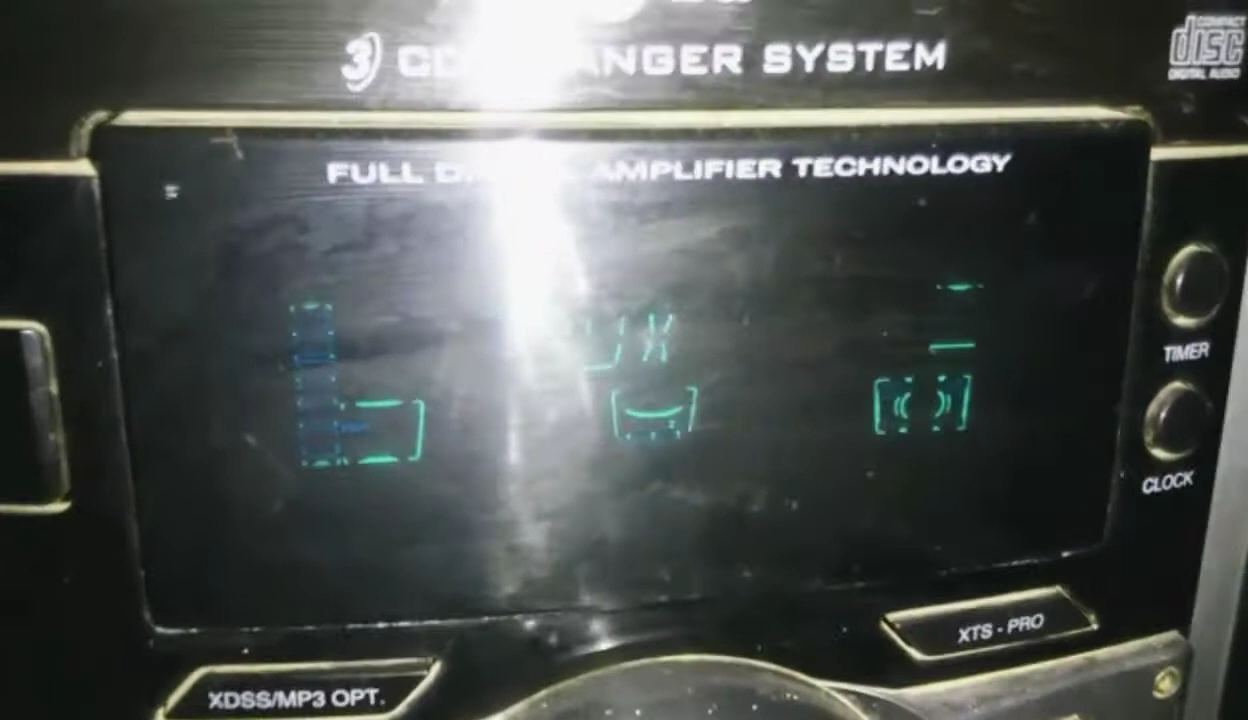 3 CD CHANGER SYSTEM
COMPACT
disc
DIGITAL AUDIO
FULL DIGITAL AMPLIFIER TECHNOLOGY
TIMER
CLOCK
XTS - PRO
XDSS/MP3 OPT.